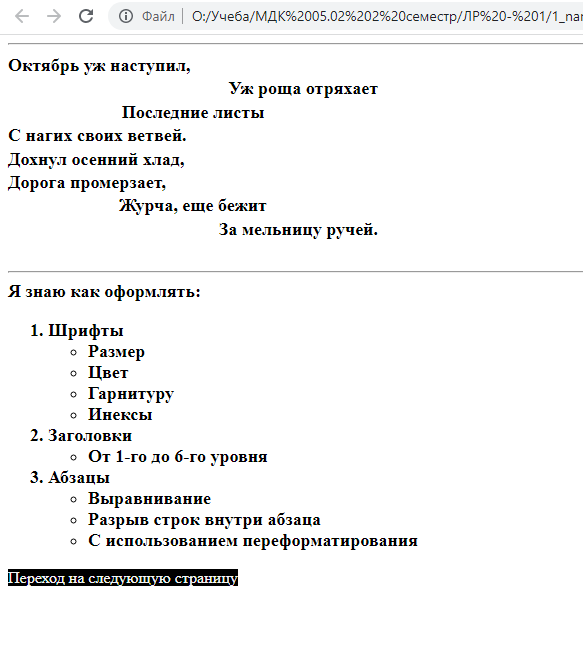 Файл
O:/Учеба/МДК%2005.02%202%20семестр/ЛР%20-%201/1_nar
Октябрь уж наступил,
Уж роща отряхает
Последние листы
С нагих своих ветвей.
Дохнул осенний хлад,
Дорога промерзает,
Журча, еще бежит
За мельницу ручей.
Я знаю как оформлять:
1. Шрифты
Размер
Цвет
Гарнитуру
Инексы
2. Заголовки
От 1-го до 6-го уровня
3. Абзацы
Выравнивание
Разрыв строк внутри абзаца
С использованием переформатирования
Переход на следующую страницу